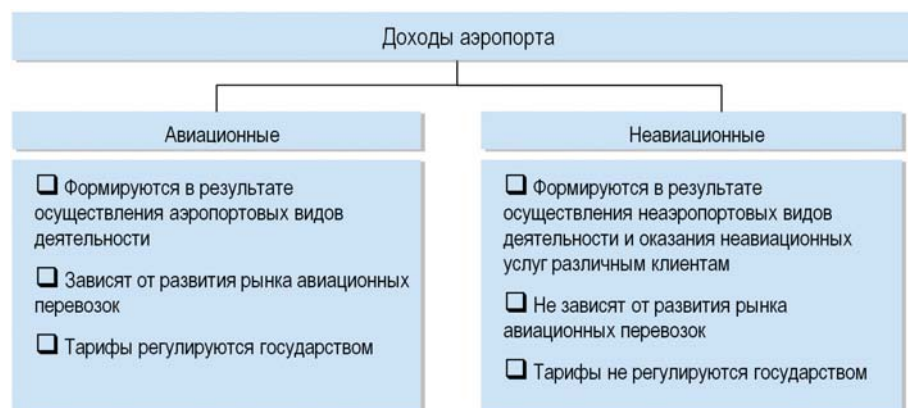 Доходы аэропорта
Авиационные
❑ Формируются в результате
осуществления аэропортовых видов
деятельности
❑ Зависят от развития рынка авиационных
перевозок
❑ Тарифы регулируются государством
Неавиационные
❑ Формируются в результате
осуществления неаэропортовых видов
деятельности и оказания неавиационных
услуг различным клиентам
❑ Не зависят от развития рынка
авиационных перевозок
❑ Тарифы не регулируются государством